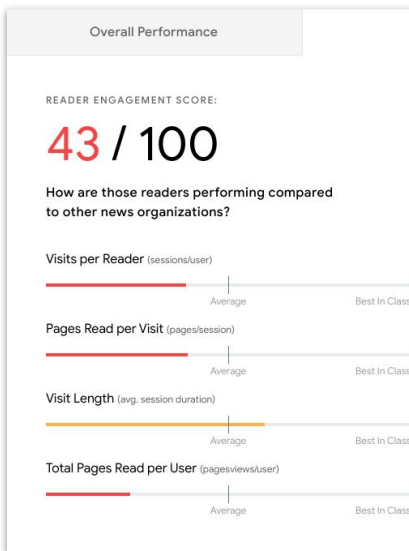 Overall Performance
READER ENGAGEMENT SCORE:
43 / 100
How are those readers performing compared
to other news organizations?
Visits per Reader (sessions/user)
Average Best In Class
Pages Read per Visit (pages/session)
Average Best In Class
Visit Length (avg. session duration)
Average Best In Class
Total Pages Read per User (pagesviews/user)
Average Best In Class